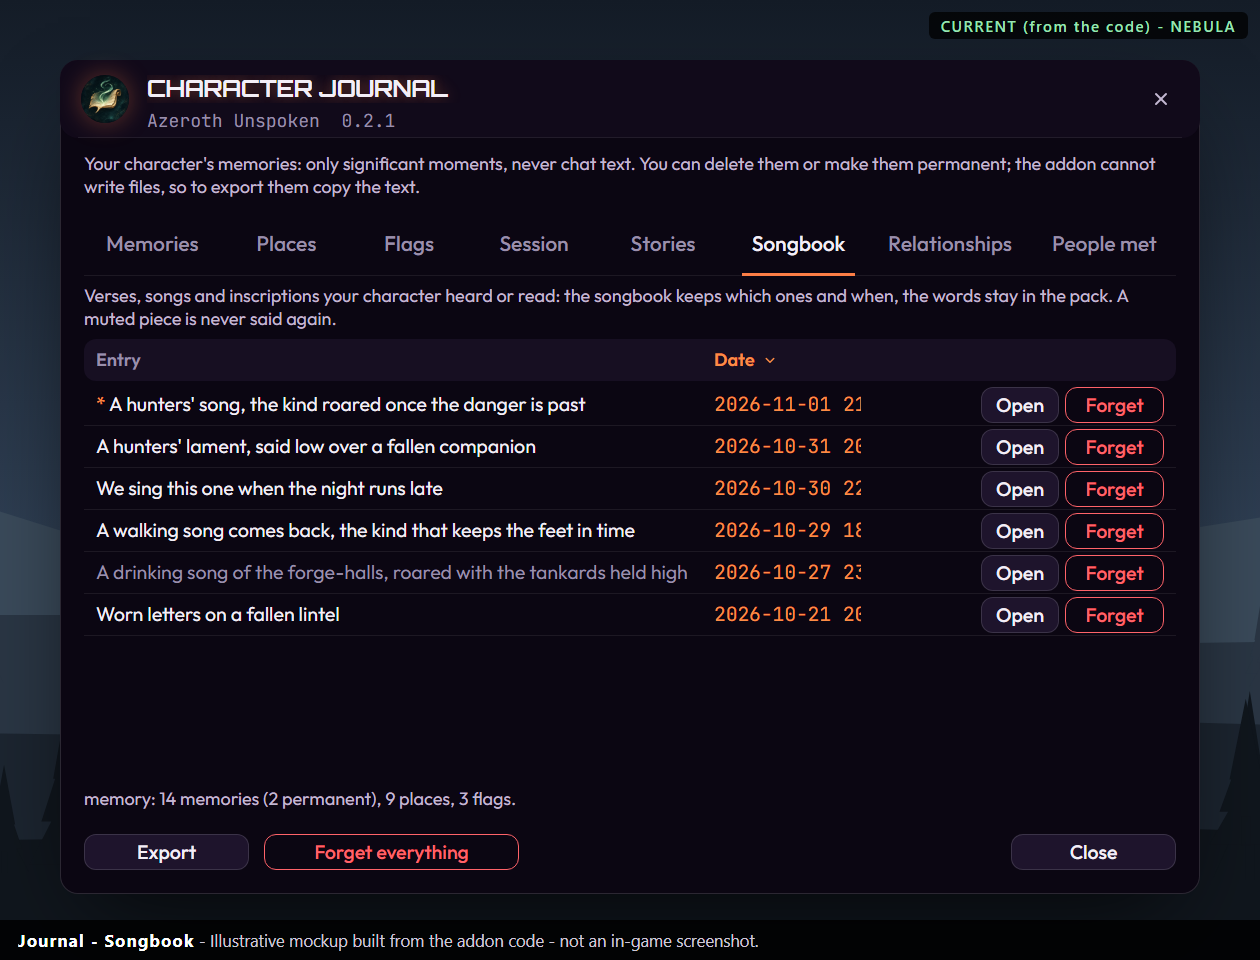 CURRENT (from the code) - NEBULA
CHARACTER JOURNAL
Azeroth Unspoken 0.2.1
Your character's memories: only significant moments, never chat text. You can delete them or make them permanent; the addon cannot
write files, so to export them copy the text.
Memories Places Flags Session Stories Songbook Relationships People met
Verses, songs and inscriptions your character heard or read: the songbook keeps which ones and when, the words stay in the pack. A
muted piece is never said again.
Entry Date
* A hunters' song, the kind roared once the danger is past 2026-11-01 21 Open Forget
A hunters' lament, said low over a fallen companion 2026-10-31 20 Open Forget
We sing this one when the night runs late 2026-10-30 22 Open Forget
A walking song comes back, the kind that keeps the feet in time 2026-10-29 18 Open Forget
A drinking song of the forge-halls, roared with the tankards held high 2026-10-27 23 Open Forget
Worn letters on a fallen lintel 2026-10-21 20 Open Forget
memory: 14 memories (2 permanent), 9 places, 3 flags.
Export Forget everything Close
Journal - Songbook - Illustrative mockup built from the addon code - not an in-game screenshot.